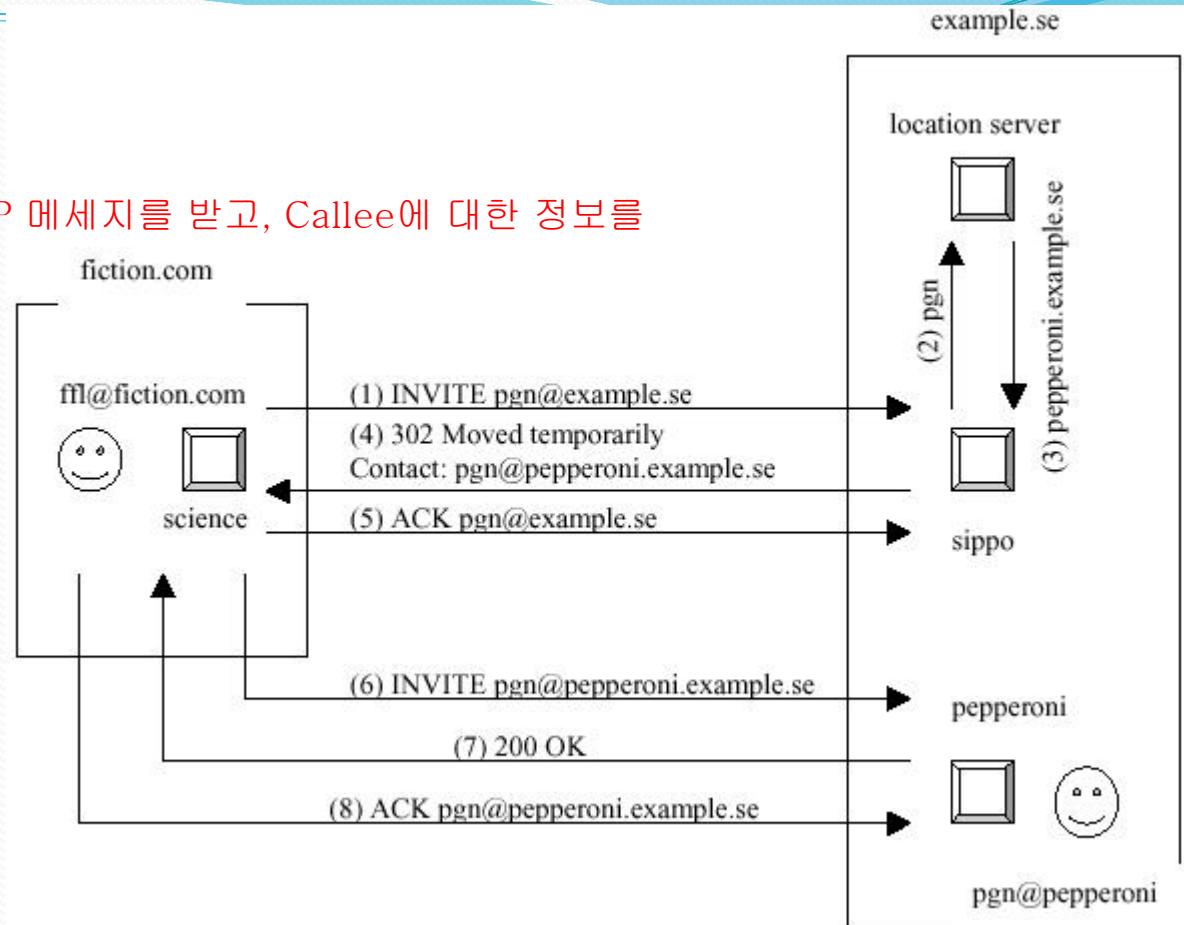 example.se
location server
P 메세지를 받고, Callee에 대한 정보를
fiction.com
(2) pgn
(3) pepperoni.example.se
ffl@fiction.com
(1) INVITE pgn@example.se
(4) 302 Moved temporarily
Contact: pgn@pepperoni.example.se
science
(5) ACK pgn@example.se
sippo
(6) INVITE pgn@pepperoni.example.se
pepperoni
(7) 200 OK
(8) ACK pgn@pepperoni.example.se
pgn@pepperoni